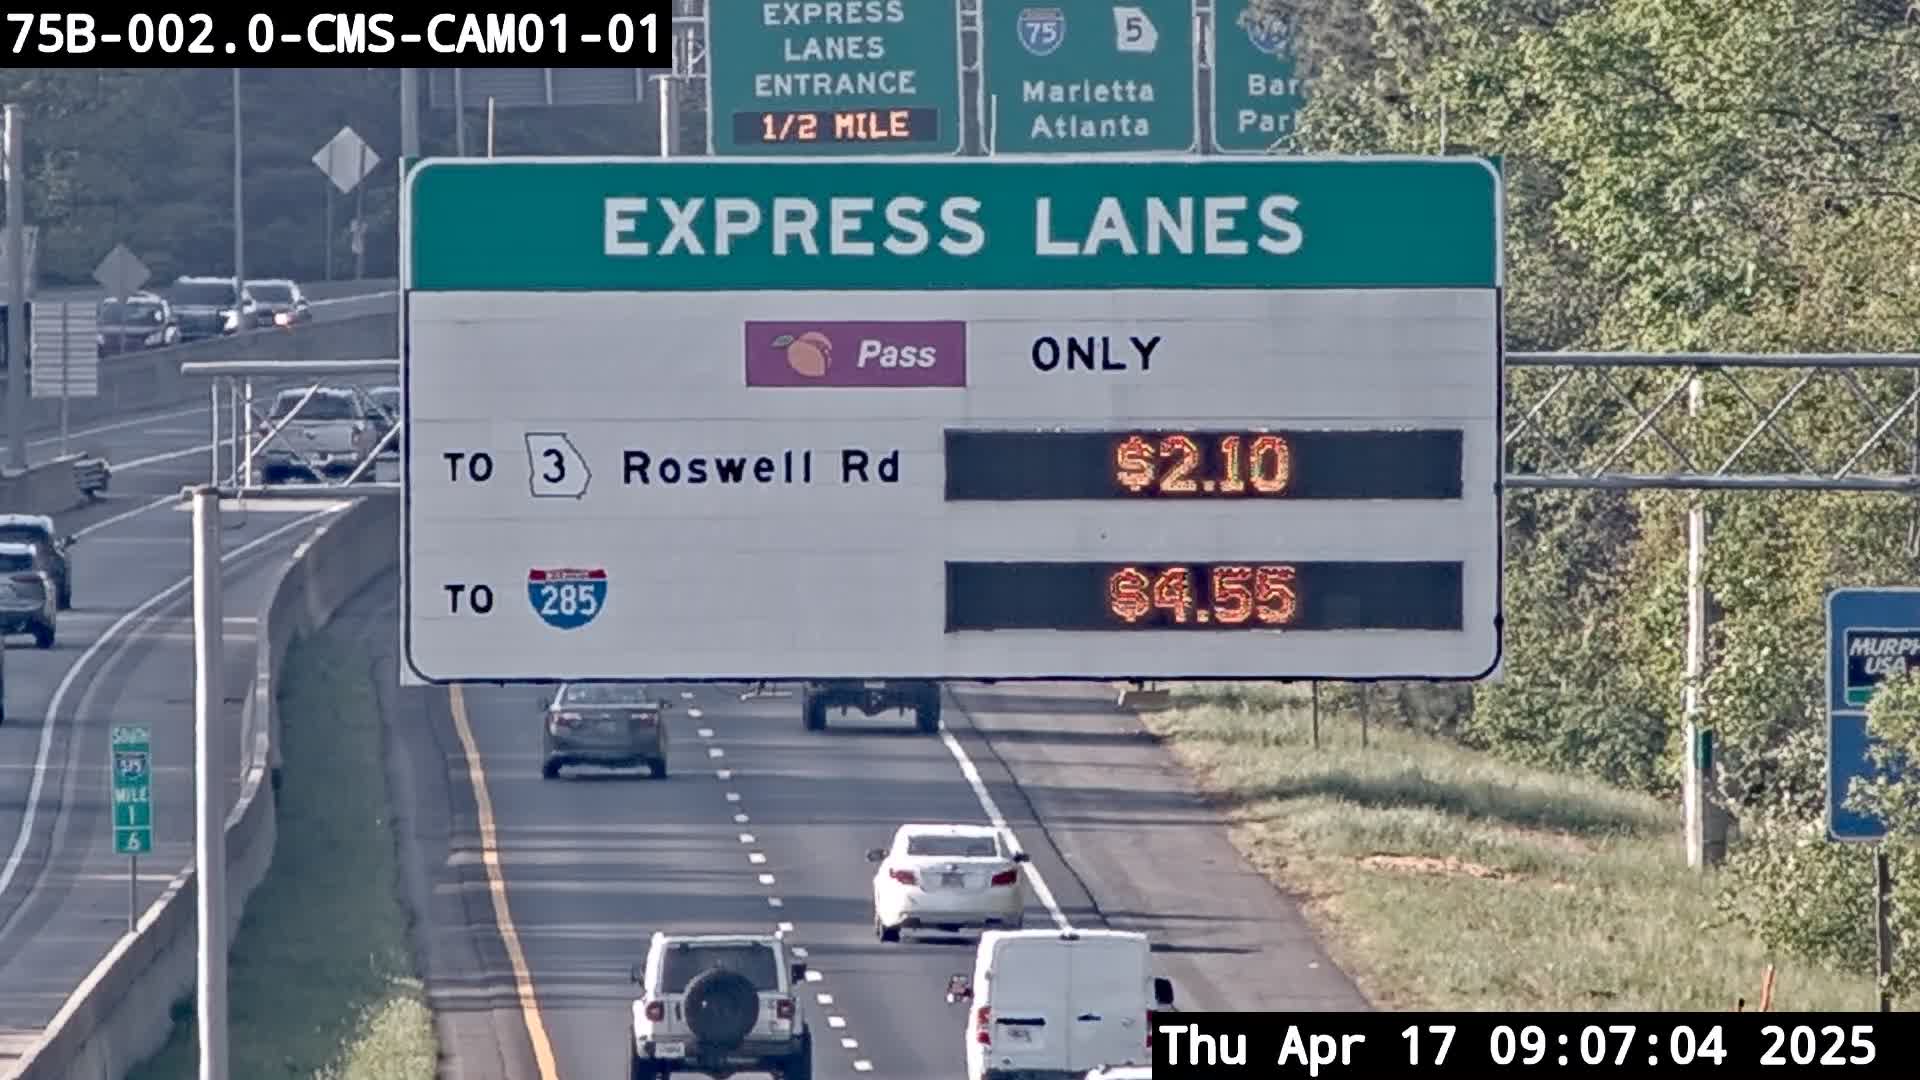 75B-002.0-CMS-CAM01-01
EXPRESS
LANES
ENTRANCE
1/2 MILE
75 5
Marietta
Atlanta
EXPRESS LANES
Pass ONLY
TO 3 Roswell Rd $2.10
TO 285 $4.55
SOUTH
575
MILE
1
.6
USA
Thu Apr 17 09:07:04 2025